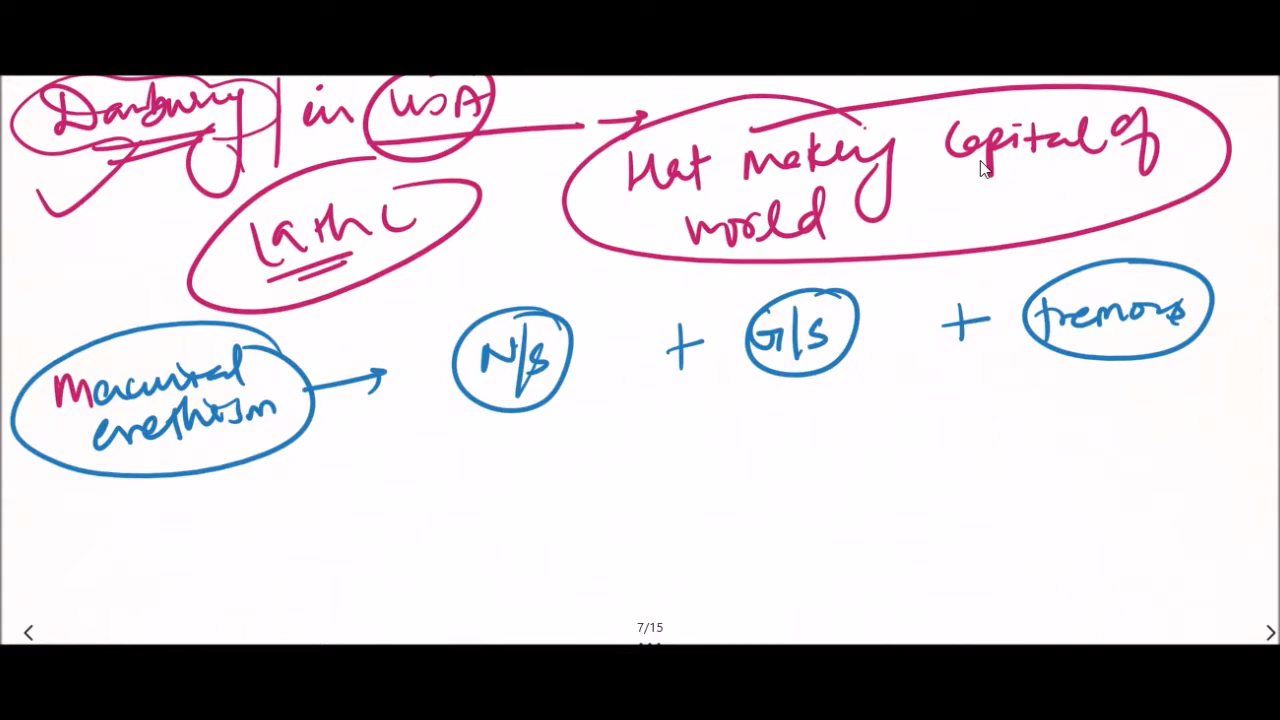 Danbury in USA → Hat making capital of
world
Lathe
Mercurial → N/S + G/S + tremors
erethism
7/15